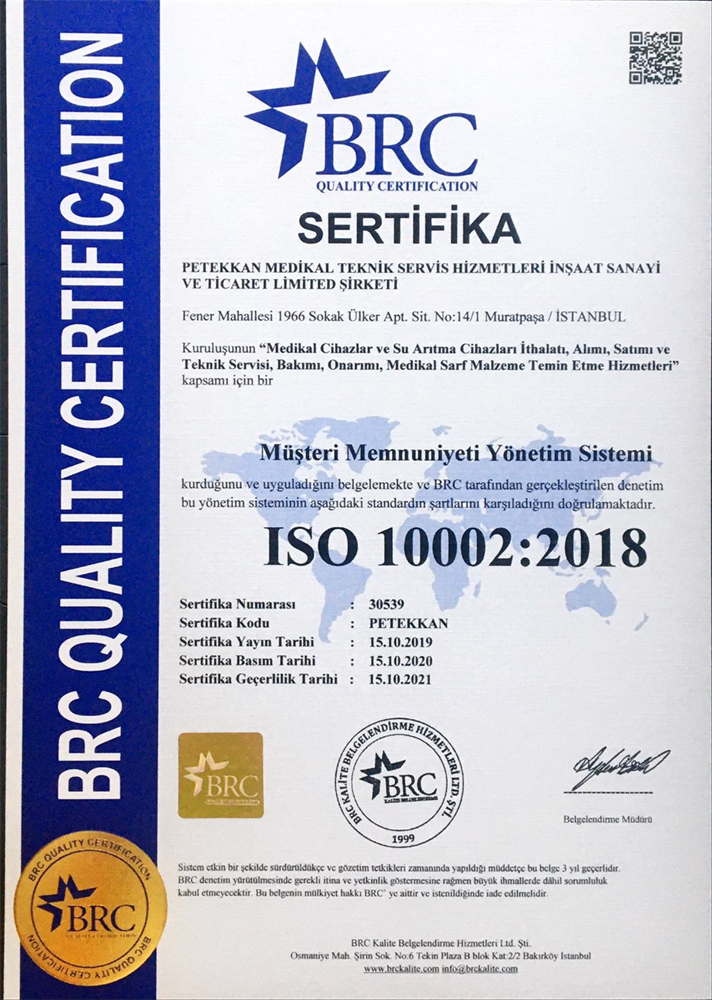 BRC QUALITY CERTIFICATION
BRC
QUALITY CERTIFICATION
SERTİFİKA
PETEKKAN MEDİKAL TEKNİK SERVİS HİZMETLERİ İNŞAAT SANAYİ
VE TİCARET LİMİTED ŞİRKETİ
Fener Mahallesi 1966 Sokak Ülker Apt. Sit. No:14/1 Muratpaşa / İSTANBUL
Kuruluşunun “Medikal Cihazlar ve Su Arıtma Cihazları İthalatı, Alımı, Satımı ve
Teknik Servisi, Bakımı, Onarımı, Medikal Sarf Malzeme Temin Etme Hizmetleri”
kapsamı için bir
Müşteri Memnuniyeti Yönetim Sistemi
kurduğunu ve uyguladığını belgelemekte ve BRC tarafından gerçekleştirilen denetim
bu yönetim sisteminin aşağıdaki standardın şartlarını karşıladığını doğrulamaktadır.
ISO 10002:2018
Sertifika Numarası : 30539
Sertifika Kodu : PETEKKAN
Sertifika Yayın Tarihi : 15.10.2019
Sertifika Basım Tarihi : 15.10.2020
Sertifika Geçerlilik Tarihi : 15.10.2021
BRC
BRC KALİTE BELGELENDİRME HİZMETLERİ LTD. ŞTİ.
BRC
KALİTE BELGELENDİRME
1999
Belgelendirme Müdürü
BRC QUALITY CERTIFICATION
BRC
BRC QUALITY CERTIFICATION
Sistem etkin bir şekilde sürdürüldükçe ve gözetim tetkikleri zamanında yapıldığı müddetçe bu belge 3 yıl geçerlidir.
BRC denetim yürütülmesinde gerekli itina ve yetkinlik göstermesine rağmen büyük ihmallerde dâhil sorumluluk
kabul etmeyecektir. Bu belgenin mülkiyet hakkı BRC’ ye aittir ve istenildiğinde iade edilmelidir.
BRC Kalite Belgelendirme Hizmetleri Ltd. Şti.
Osmaniye Mah. Şirin Sok. No:6 Tekin Plaza B blok Kat:2/2 Bakırköy İstanbul
www.brckalite.com info@brckalite.com